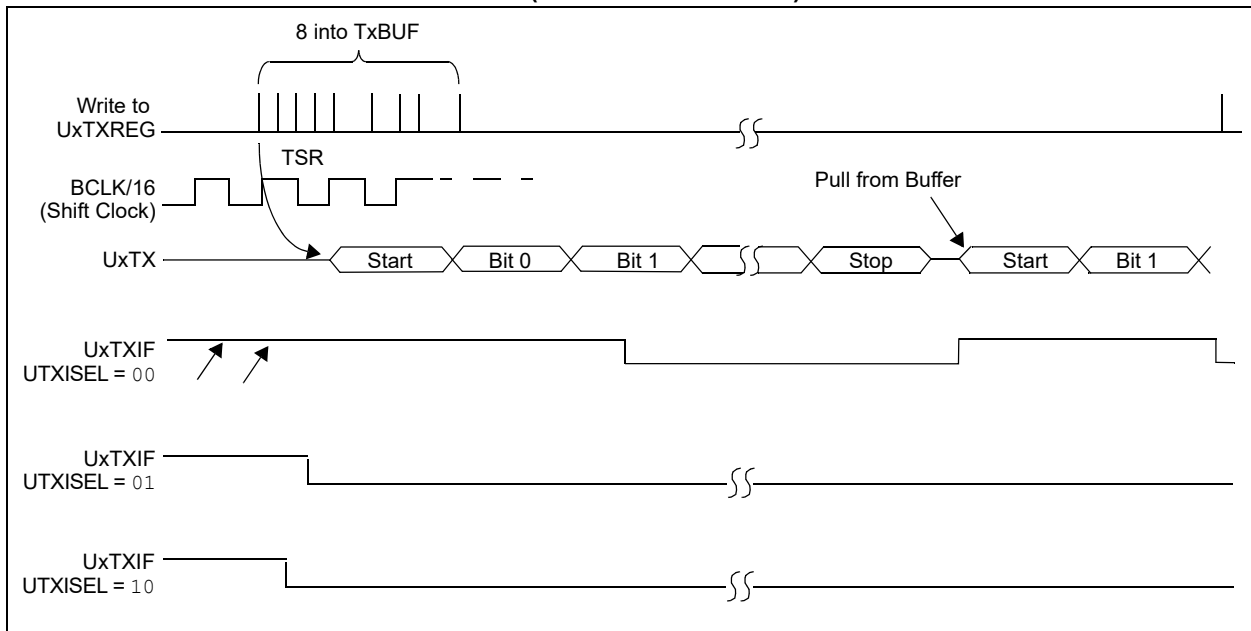 8 into TxBUF
Write to
UxTXREG
TSR
BCLK/16
(Shift Clock)
Pull from Buffer
UxTX
Start
Bit 0
Bit 1
Stop
Start
Bit 1
UxTXIF
UTXISEL = 00
UxTXIF
UTXISEL = 01
UxTXIF
UTXISEL = 10